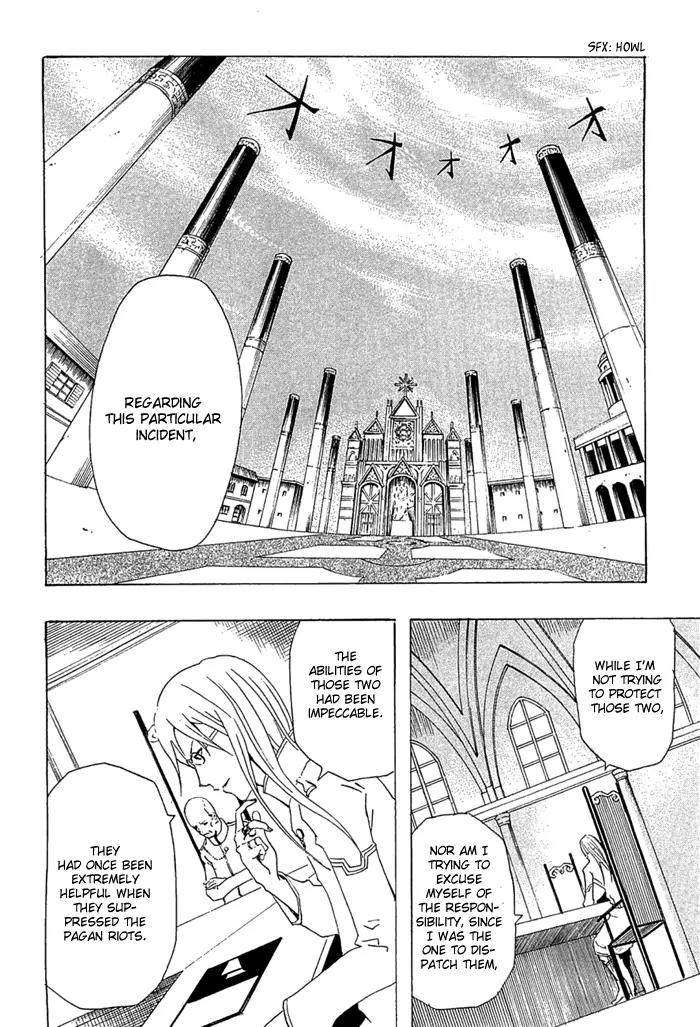 SFX: HOWL
オオオオオ
REGARDING
THIS PARTICULAR
INCIDENT,
WHILE I'M
NOT TRYING
TO PROTECT
THOSE TWO,
NOR AM I
TRYING TO
EXCUSE
MYSELF OF
THE RESPON-
SIBILITY, SINCE
I WAS THE
ONE TO DIS-
PATCH THEM,
THE
ABILITIES OF
THOSE TWO
HAD BEEN
IMPECCABLE.
THEY
HAD ONCE BEEN
EXTREMELY
HELPFUL WHEN
THEY SUP-
PRESSED THE
PAGAN RIOTS.